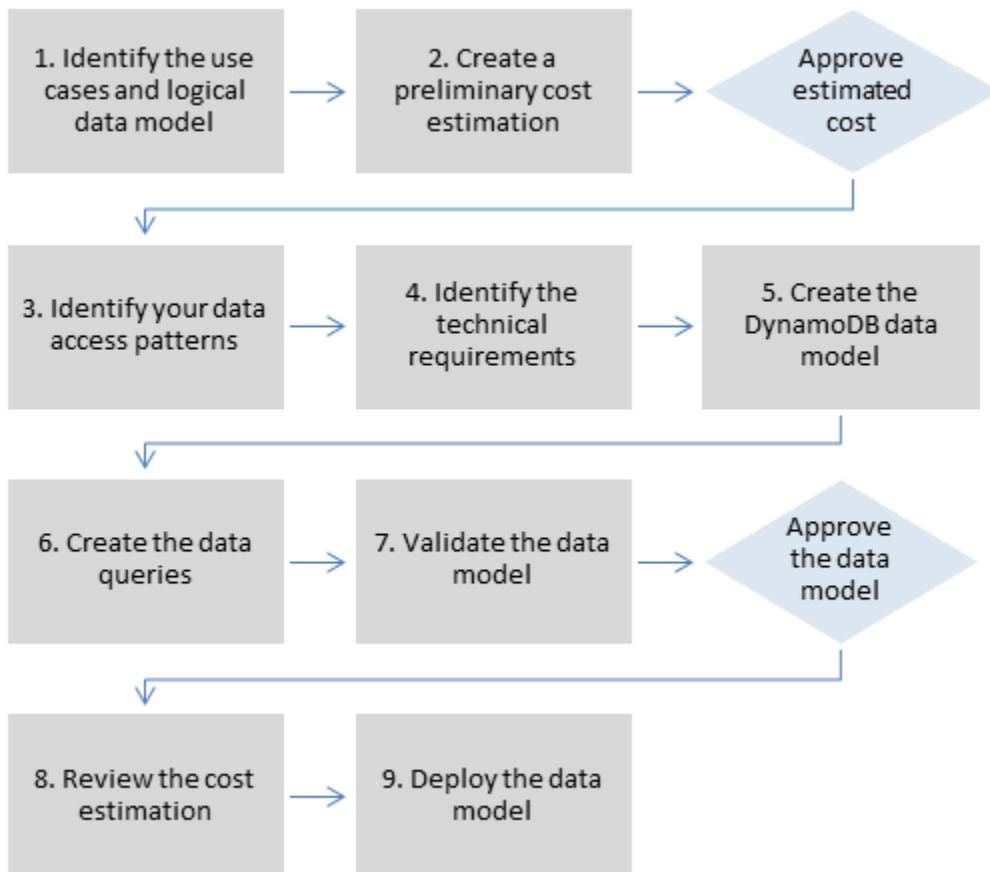 1. Identify the use
cases and logical
data model
2. Create a
preliminary cost
estimation
Approve
estimated
cost
3. Identify your data
access patterns
4. Identify the
technical
requirements
5. Create the
DynamoDB data
model
6. Create the data
queries
7. Validate the data
model
Approve
the data
model
8. Review the cost
estimation
9. Deploy the data
model